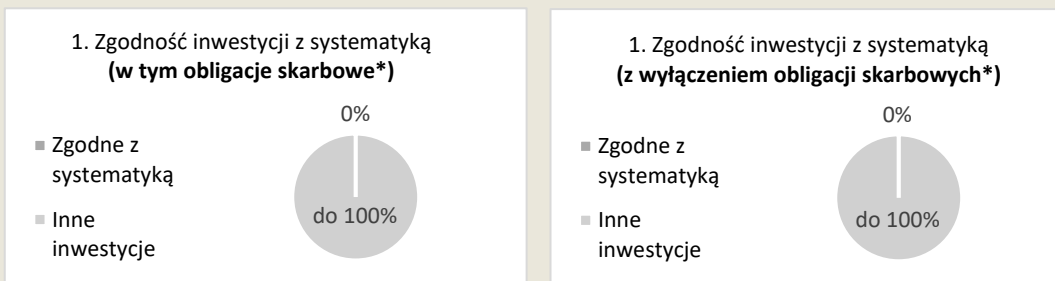 1. Zgodność inwestycji z systematyką
(w tym obligacje skarbowe*)
0%
Zgodne z
systematyką
do 100%
Inne
inwestycje
1. Zgodność inwestycji z systematyką
(z wyłączeniem obligacji skarbowych*)
0%
Zgodne z
systematyką
do 100%
Inne
inwestycje